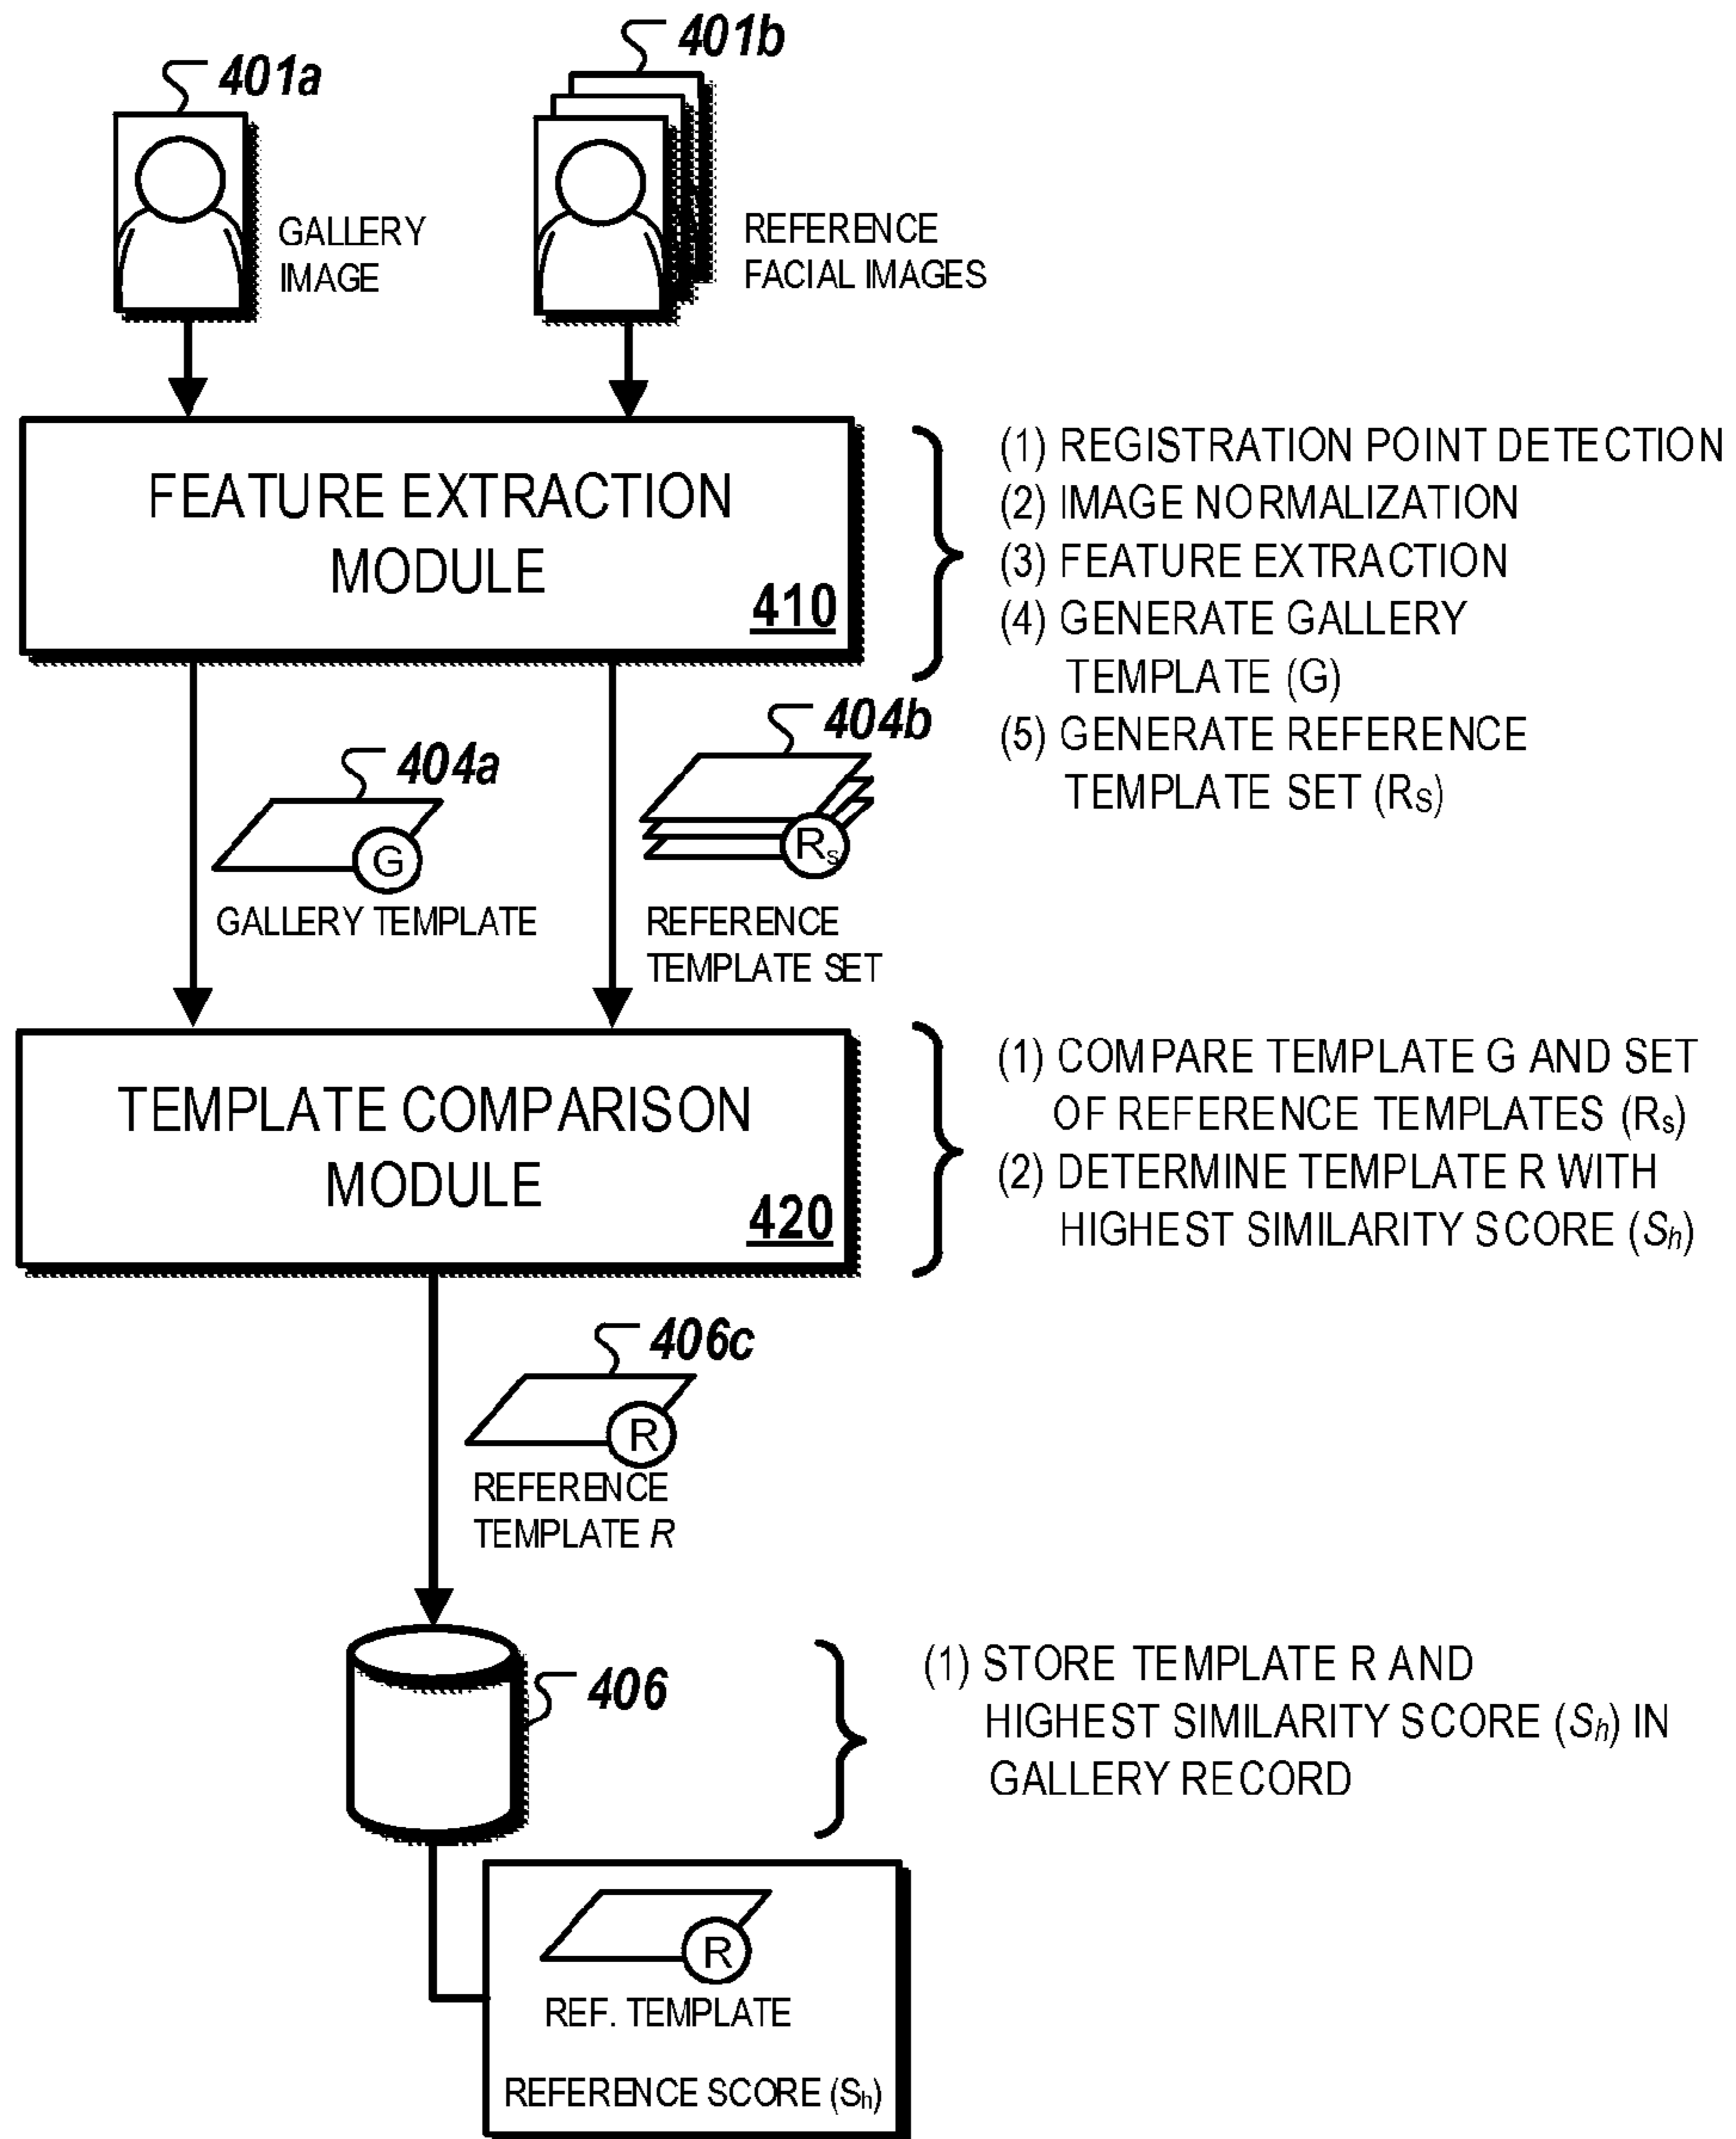 401a
401b
GALLERY
IMAGE
REFERENCE
FACIAL IMAGES
FEATURE EXTRACTION
MODULE
410
(1) REGISTRATION POINT DETECTION
(2) IMAGE NORMALIZATION
(3) FEATURE EXTRACTION
(4) GENERATE GALLERY
TEMPLATE (G)
(5) GENERATE REFERENCE
TEMPLATE SET (RS)
404a
G
GALLERY TEMPLATE
404b
Rs
REFERENCE
TEMPLATE SET
TEMPLATE COMPARISON
MODULE
420
(1) COMPARE TEMPLATE G AND SET
OF REFERENCE TEMPLATES (Rs)
(2) DETERMINE TEMPLATE R WITH
HIGHEST SIMILARITY SCORE (Sh)
406c
R
REFERENCE
TEMPLATE R
406
(1) STORE TEMPLATE R AND
HIGHEST SIMILARITY SCORE (Sh) IN
GALLERY RECORD
R
REF. TEMPLATE
REFERENCE SCORE (Sh)